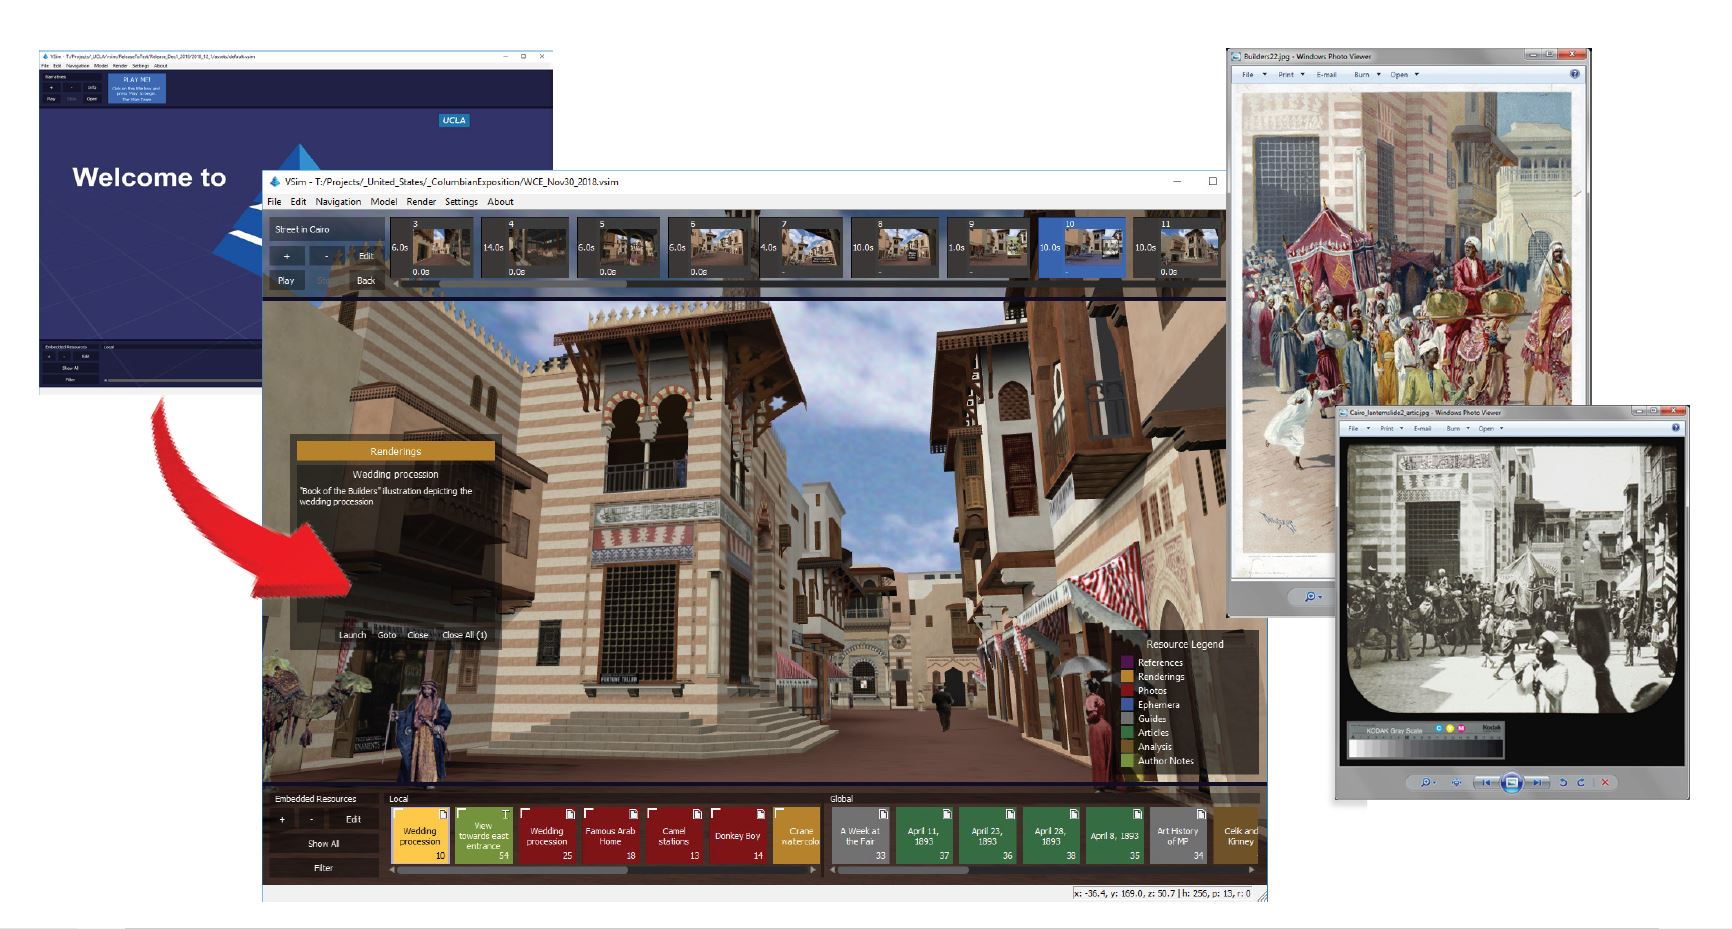 VSim - T:/Projects/_UCLA/Vsim/ReleaseToTest/Release_Dec1_2018/2018_12_1/assets/default.vsim
File Edit Navigation Model Render Settings About
Narratives
+ - Info
Play Open
PLAY ME!
Click on this title box and
press 'Play' to begin.
The VSim Team
UCLA
Welcome to
Embedded Resources Local
+ - Edit
Show All
Filter
VSim - T:/Projects/_United_States/_ColumbianExposition/WCE_Nov30_2018.vsim
File Edit Navigation Model Render Settings About
Street in Cairo
+ - Edit
Play Stop Back
3 4 5 6 7 8 9 10 11
6.0s 14.0s 6.0s 6.0s 4.0s 10.0s 1.0s 10.0s 10.0s
0.0s 0.0s 0.0s 0.0s - - - - 0.0s
Renderings
Wedding procession
"Book of the Builders" illustration depicting the
wedding procession
Launch Goto Close Close All (1)
FORTUNE TELLER
Resource Legend
References
Renderings
Photos
Ephemera
Guides
Articles
Analysis
Author Notes
Embedded Resources
+ - Edit
Show All
Filter
Local
Wedding
procession
10
View
towards east
entrance
54
Wedding
procession
25
Famous Arab
Home
18
Camel
stations
13
Donkey Boy
14
Crane
watercolo
Global
A Week at
the Fair
33
April 11,
1893
37
April 23,
1893
36
April 28,
1893
38
April 8, 1893
35
Art History
of MP
34
Celik and
Kinney
x: -36.4, y: 169.0, z: 50.7 | h: 256, p: 13, r: 0
Builders22.jpg - Windows Photo Viewer
File Print E-mail Burn Open
Cairo_lanternslide2_artic.jpg - Windows Photo Viewer
File Print E-mail Burn Open
KODAK Gray Scale C Y M Kodak